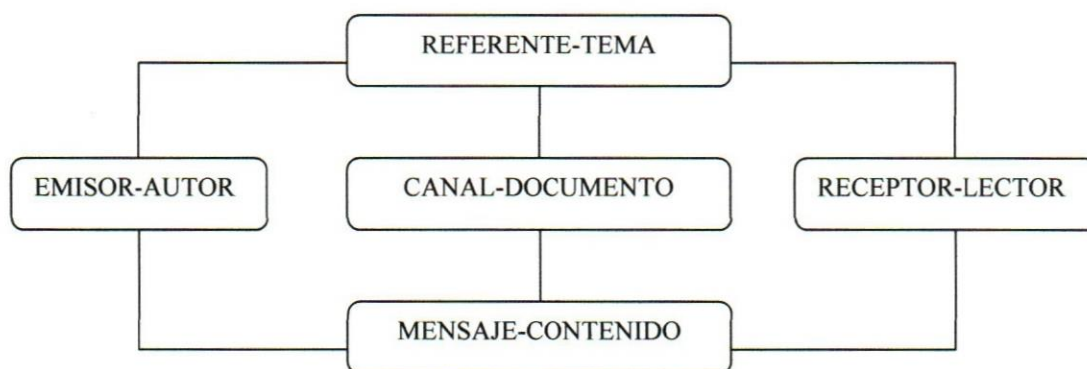 REFERENTE-TEMA
EMISOR-AUTOR
CANAL-DOCUMENTO
RECEPTOR-LECTOR
MENSAJE-CONTENIDO